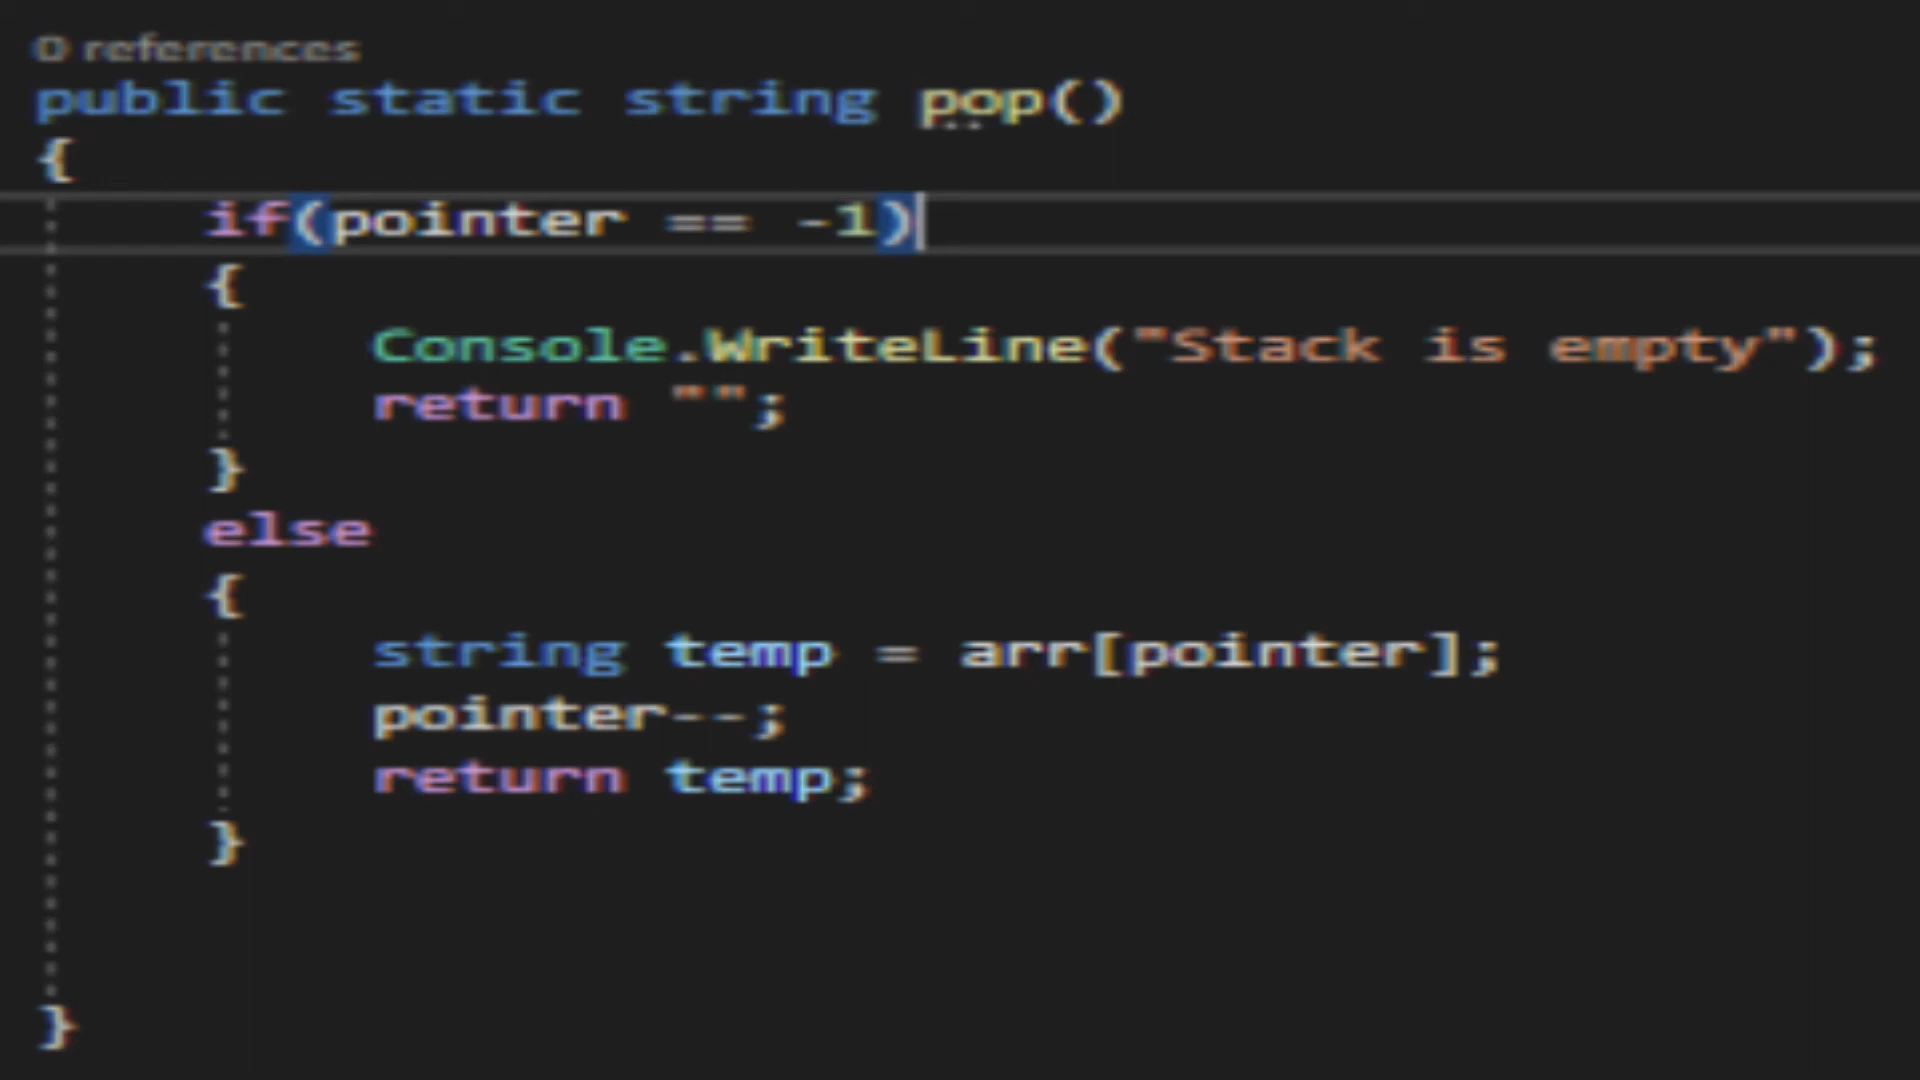 0 references
public static string pop()
{
if(pointer == -1)
{
Console.WriteLine("Stack is empty");
return "";
}
else
{
string temp = arr[pointer];
pointer--;
return temp;
}
}